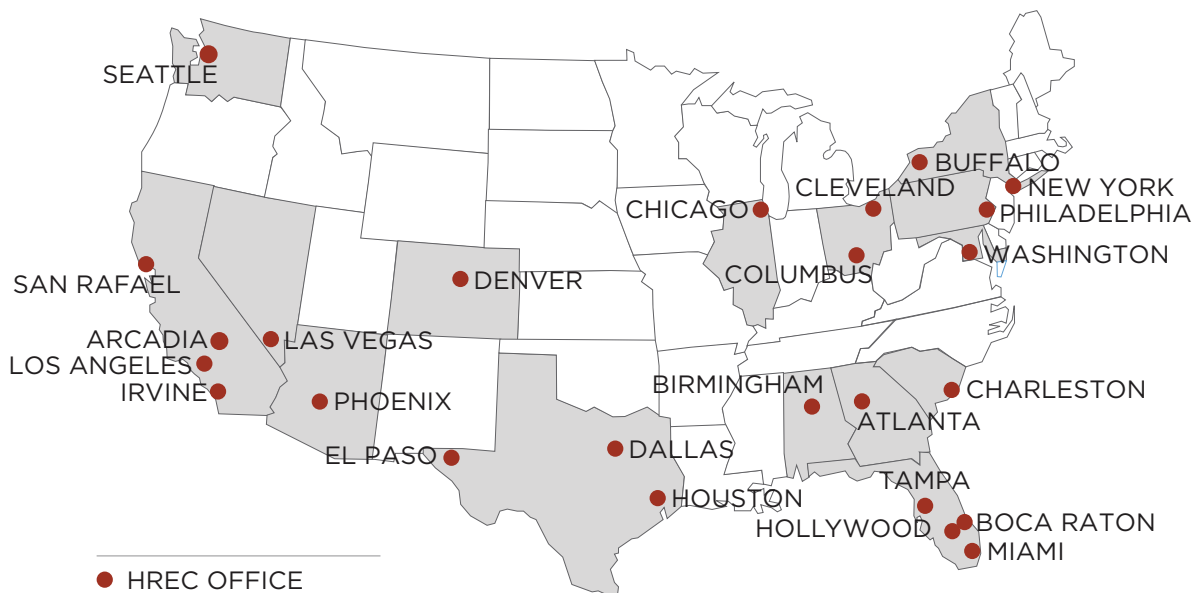 SEATTLE
BUFFALO
CLEVELAND
NEW YORK
CHICAGO
PHILADELPHIA
WASHINGTON
COLUMBUS
SAN RAFAEL
DENVER
ARCADIA
LAS VEGAS
LOS ANGELES
BIRMINGHAM
IRVINE
CHARLESTON
PHOENIX
ATLANTA
EL PASO
DALLAS
TAMPA
HOUSTON
BOCA RATON
HOLLYWOOD
MIAMI
HREC OFFICE